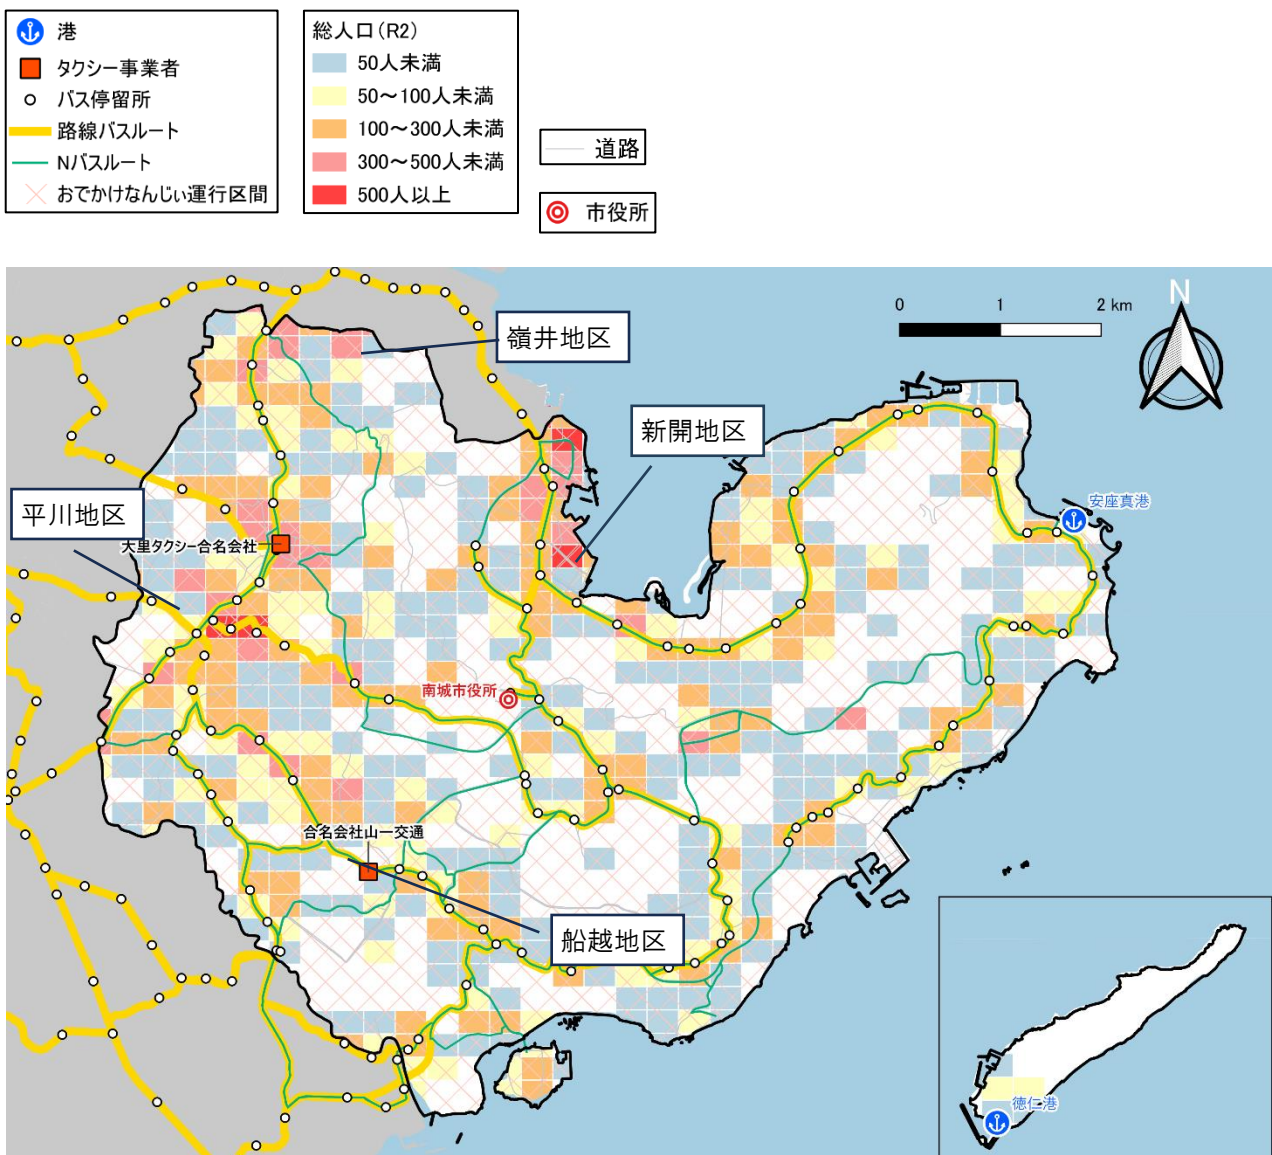 港
タクシー事業者
バス停留所
路線バスルート
Nバスルート
おでかけなんじぃ運行区間
総人口(R2)
50人未満
50～100人未満
100～300人未満
300～500人未満
500人以上
道路
市役所
0 1 2 km
N
嶺井地区
新開地区
平川地区
安座真港
大里タクシー合名会社
南城市役所
合名会社山一交通
船越地区
徳仁港